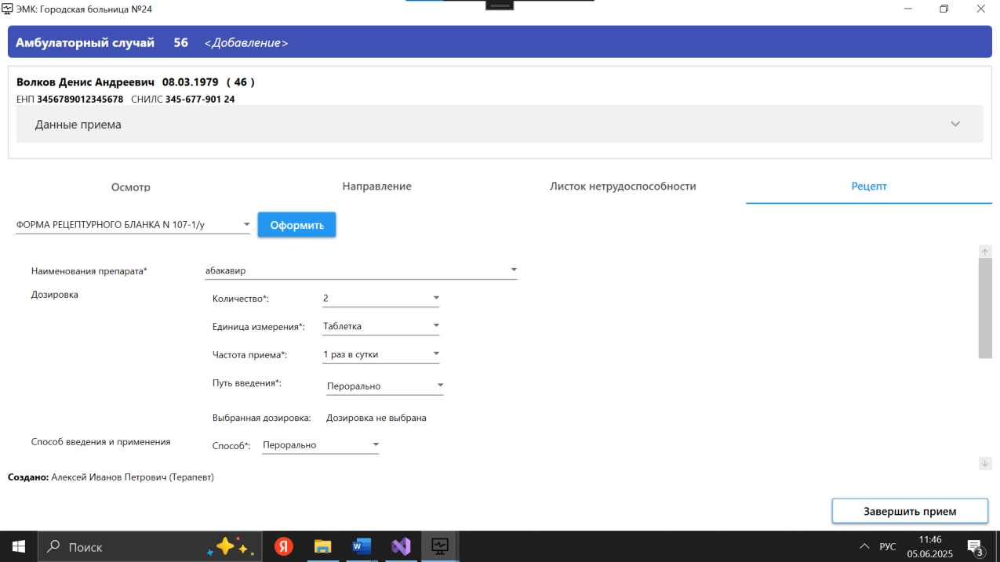 ЭМК: Городская больница №24
Амбулаторный случай 56 <Добавление>
Волков Денис Андреевич 08.03.1979 ( 46 )
ЕНП 3456789012345678 СНИЛС 345-677-901 24
Данные приема
Осмотр Направление Листок нетрудоспособности Рецепт
ФОРМА РЕЦЕПТУРНОГО БЛАНКА N 107-1/у Оформить
Наименования препарата* абакавир
Дозировка
Количество*: 2
Единица измерения*: Таблетка
Частота приема*: 1 раз в сутки
Путь введения*: Перорально
Выбранная дозировка: Дозировка не выбрана
Способ введения и применения Способ*: Перорально
Создано: Алексей Иванов Петрович (Терапевт)
Завершить прием
Поиск Я W РУС 11:46 3
05.06.2025